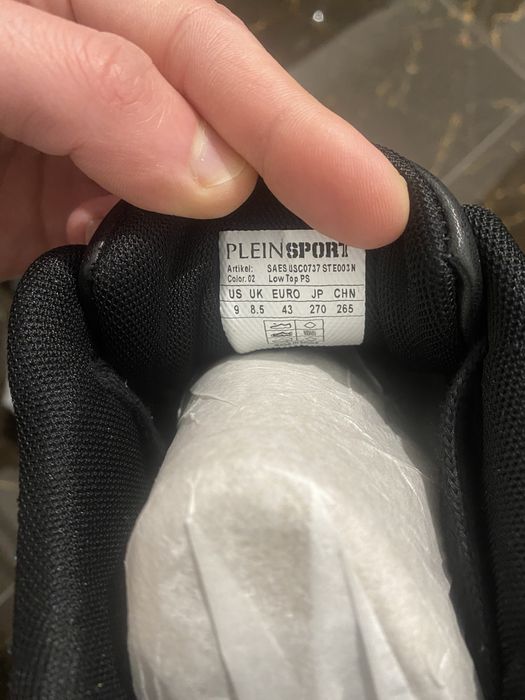 PLEINSPORT
Artikel: SAES USC0737 STE003N
Color. 02 Low Top PS
US UK EURO JP CHN
9 8.5 43 270 265